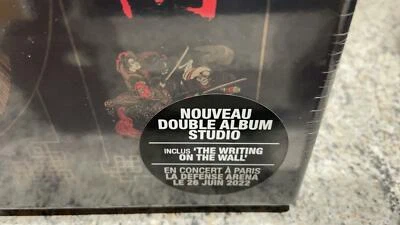 NOUVEAU
DOUBLE ALBUM
STUDIO
INCLUS 'THE WRITING
ON THE WALL'
EN CONCERT À PARIS
LA DÉFENSE ARENA
LE 26 JUIN 2022